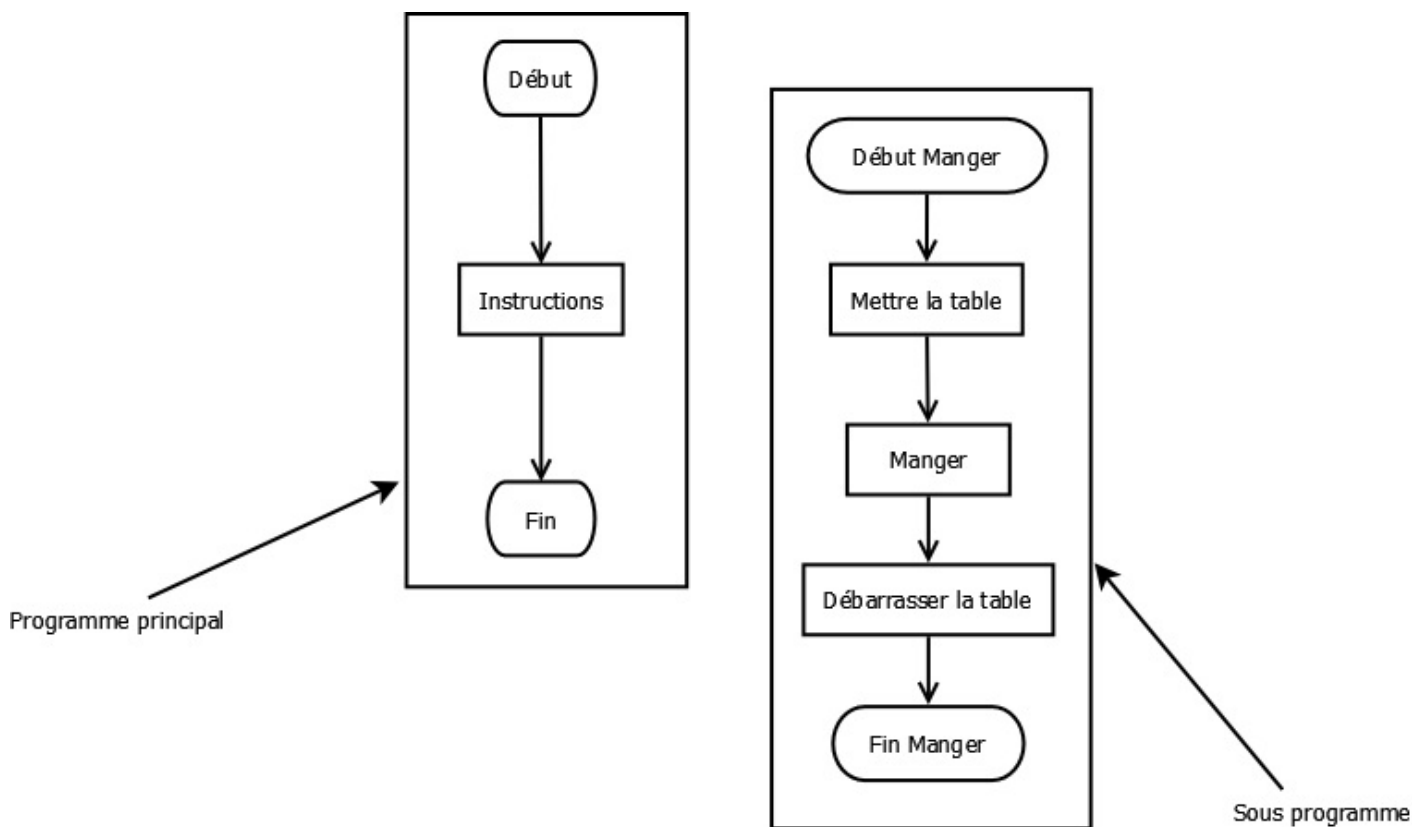 Début
Instructions
Fin
Programme principal
Début Manger
Mettre la table
Manger
Débarrasser la table
Fin Manger
Sous programme